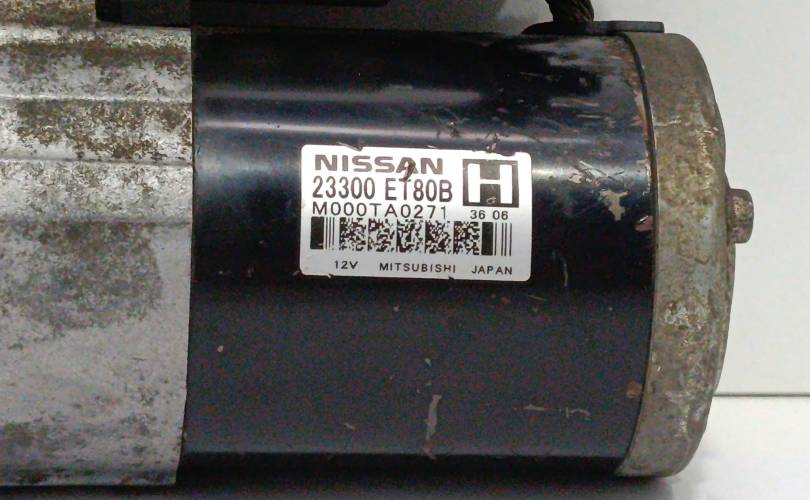 NISSAN H
23300 ET80B
M000TA0271 36 06
12V MITSUBISHI JAPAN